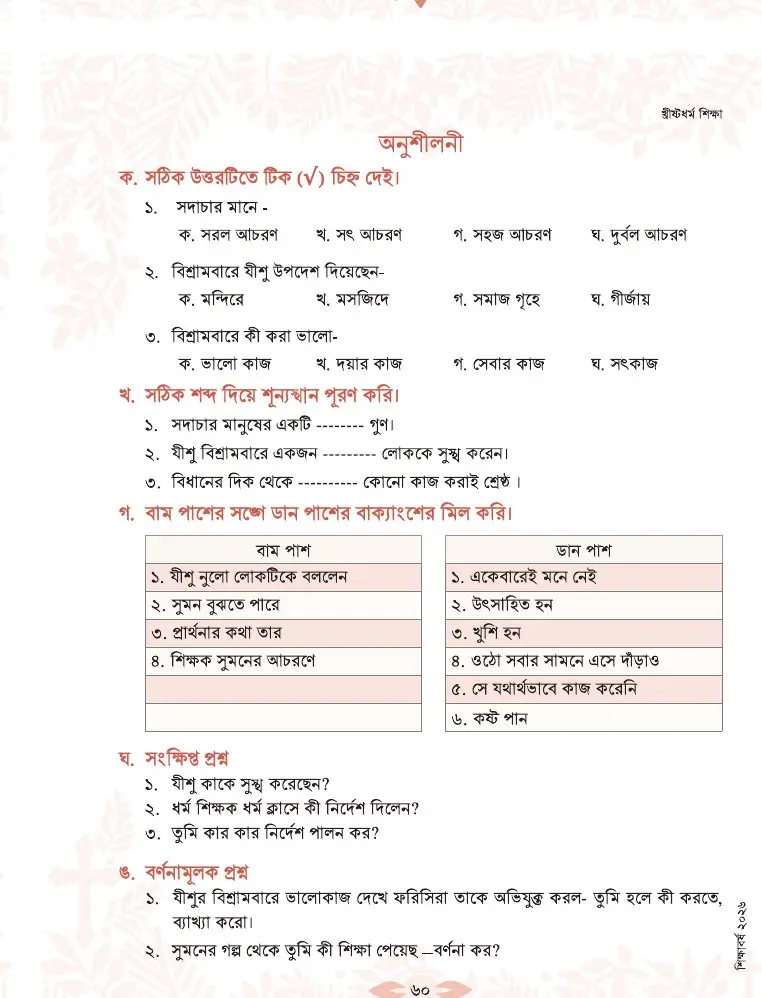 খ্রীষ্টধর্ম শিক্ষা
অনুশীলনী
ক. সঠিক উত্তরটিতে টিক (√) চিহ্ন দেই।
১. সদাচার মানে -
ক. সরল আচরণ খ. সৎ আচরণ গ. সহজ আচরণ ঘ. দুর্বল আচরণ
২. বিশ্রামবারে যীশু উপদেশ দিয়েছেন-
ক. মন্দিরে খ. মসজিদে গ. সমাজ গৃহে ঘ. গীর্জায়
৩. বিশ্রামবারে কী করা ভালো-
ক. ভালো কাজ খ. দয়ার কাজ গ. সেবার কাজ ঘ. সৎকাজ
খ. সঠিক শব্দ দিয়ে শূন্যস্থান পূরণ করি।
১. সদাচার মানুষের একটি -------- গুণ।
২. যীশু বিশ্রামবারে একজন --------- লোককে সুস্থ করেন।
৩. বিধানের দিক থেকে ---------- কোনো কাজ করাই শ্রেষ্ঠ ।
গ. বাম পাশের সঙ্গে ডান পাশের বাক্যাংশের মিল করি।
বাম পাশ ডান পাশ
১. যীশু নুলো লোকটিকে বললেন ১. একেবারেই মনে নেই
২. সুমন বুঝতে পারে ২. উৎসাহিত হন
৩. প্রার্থনার কথা তার ৩. খুশি হন
৪. শিক্ষক সুমনের আচরণে ৪. ওঠো সবার সামনে এসে দাঁড়াও
৫. সে যথার্থভাবে কাজ করেনি
৬. কষ্ট পান
ঘ. সংক্ষিপ্ত প্রশ্ন
১. যীশু কাকে সুস্থ করেছেন?
২. ধর্ম শিক্ষক ধর্ম ক্লাসে কী নির্দেশ দিলেন?
৩. তুমি কার কার নির্দেশ পালন কর?
ঙ. বর্ণনামূলক প্রশ্ন
১. যীশুর বিশ্রামবারে ভালোকাজ দেখে ফরিসিরা তাকে অভিযুক্ত করল- তুমি হলে কী করতে,
ব্যাখ্যা করো।
২. সুমনের গল্প থেকে তুমি কী শিক্ষা পেয়েছ –বর্ণনা কর?
শিক্ষাবর্ষ ২০২৬
৬০